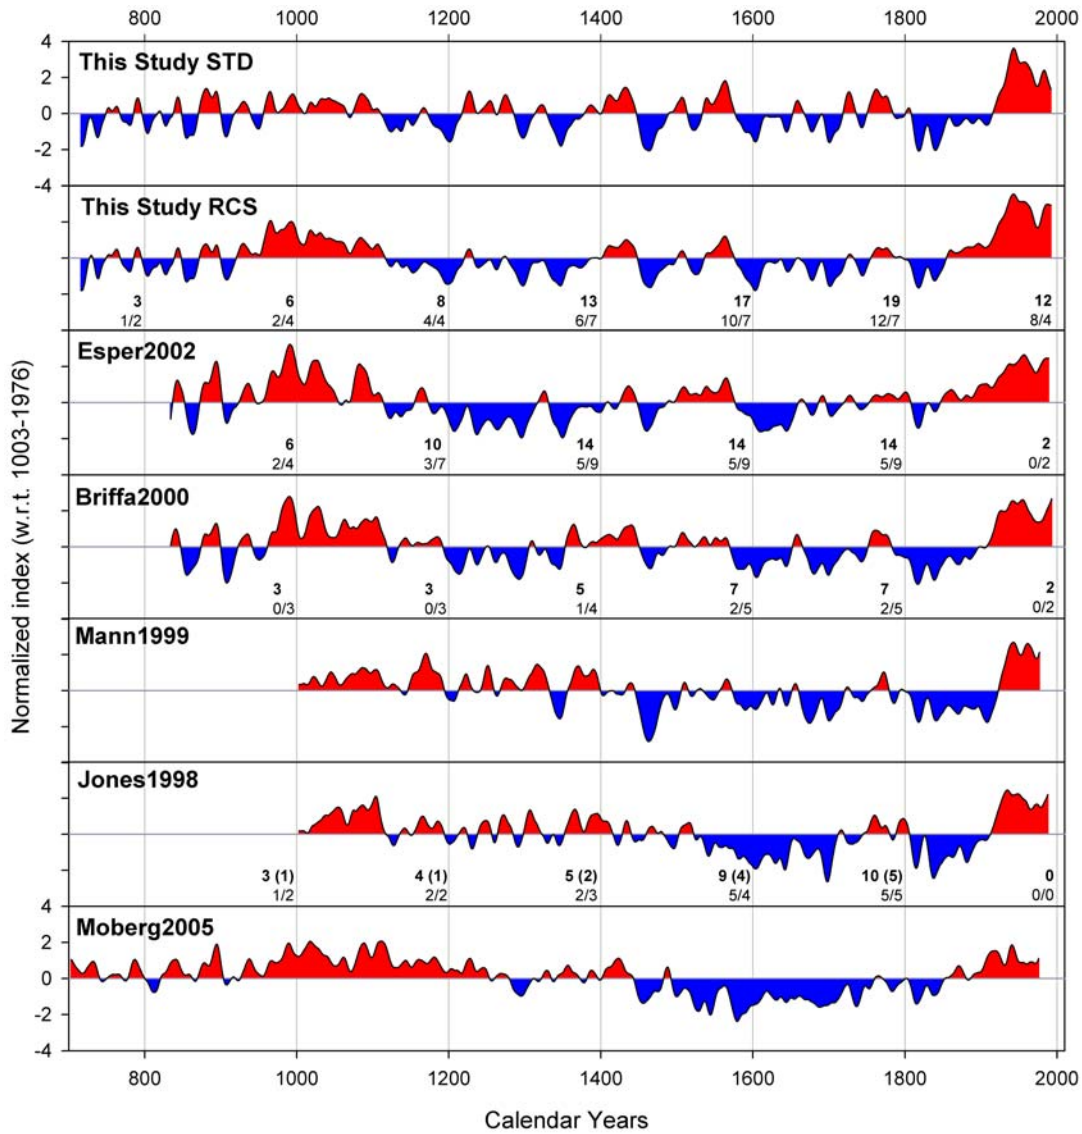 800 1000 1200 1400 1600 1800 2000
4
This Study STD
2
0
-2
-4
This Study RCS
3 6 8 13 17 19 12
1/2 2/4 4/4 6/7 10/7 12/7 8/4
Esper2002
6 10 14 14 14 2
2/4 3/7 5/9 5/9 5/9 0/2
Briffa2000
3 3 5 7 7 2
0/3 0/3 1/4 2/5 2/5 0/2
Mann1999
Jones1998
3 (1) 4 (1) 5 (2) 9 (4) 10 (5) 0
1/2 2/2 2/3 5/4 5/5 0/0
4
Moberg2005
2
0
-2
-4
800 1000 1200 1400 1600 1800 2000
Calendar Years
Normalized index (w.r.t. 1003-1976)